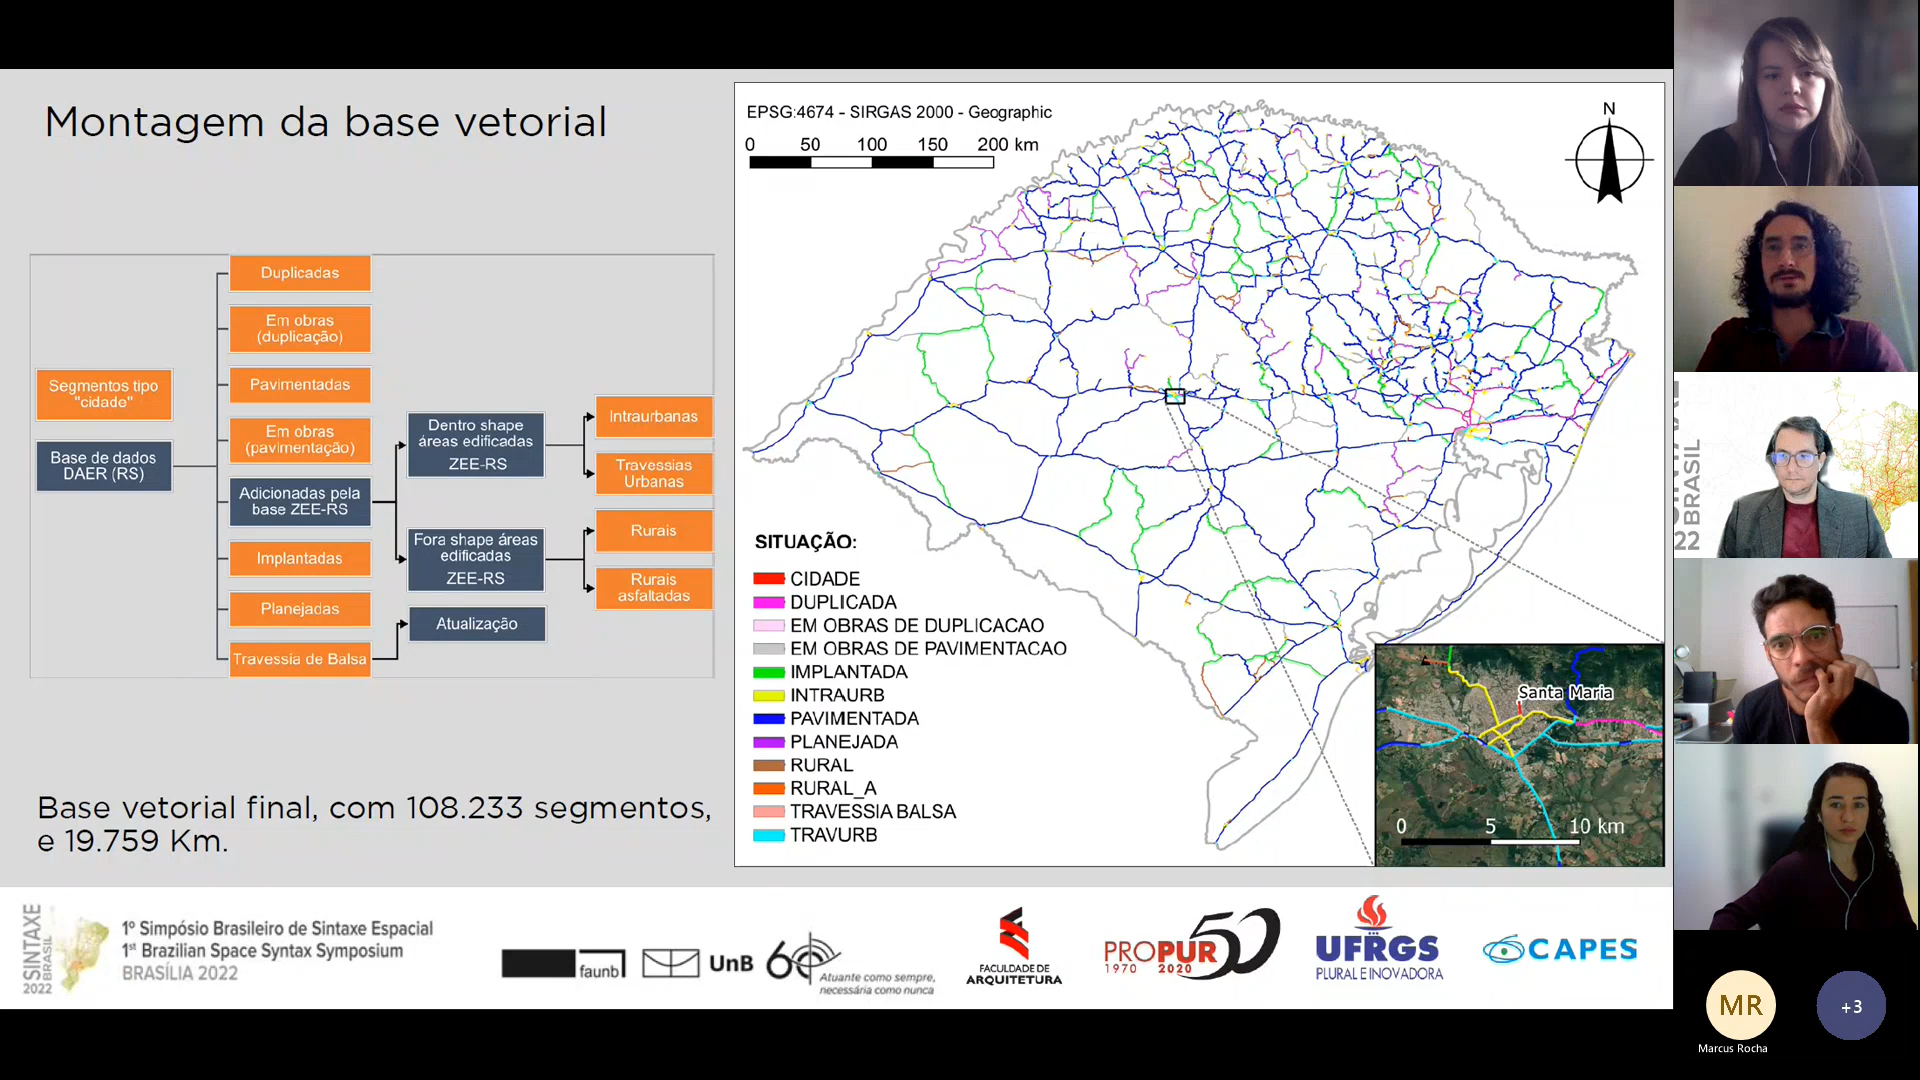 Montagem da base vetorial
Segmentos tipo
"cidade"
Base de dados
DAER (RS)
Duplicadas
Em obras
(duplicação)
Pavimentadas
Em obras
(pavimentação)
Adicionadas pela
base ZEE-RS
Implantadas
Planejadas
Travessia de Balsa
Dentro shape
áreas edificadas
ZEE-RS
Fora shape áreas
edificadas
ZEE-RS
Atualização
Intraurbanas
Travessias
Urbanas
Rurais
Rurais
asfaltadas
Base vetorial final, com 108.233 segmentos,
e 19.759 Km.
EPSG:4674 - SIRGAS 2000 - Geographic
0 50 100 150 200 km
N
SITUAÇÃO:
CIDADE
DUPLICADA
EM OBRAS DE DUPLICACAO
EM OBRAS DE PAVIMENTACAO
IMPLANTADA
INTRAURB
PAVIMENTADA
PLANEJADA
RURAL
RURAL_A
TRAVESSIA BALSA
TRAVURB
Santa Maria
0 5 10 km
SINTAXE
BRASIL
2022
1º Simpósio Brasileiro de Sintaxe Espacial
1st Brazilian Space Syntax Symposium
BRASÍLIA 2022
faunb
UnB
60
Atuante como sempre,
necessária como nunca
FACULDADE DE
ARQUITETURA
PROPUR 50
1970 2020
UFRGS
PLURAL E INOVADORA
CAPES
BRASIL
22
MR
Marcus Rocha
+3